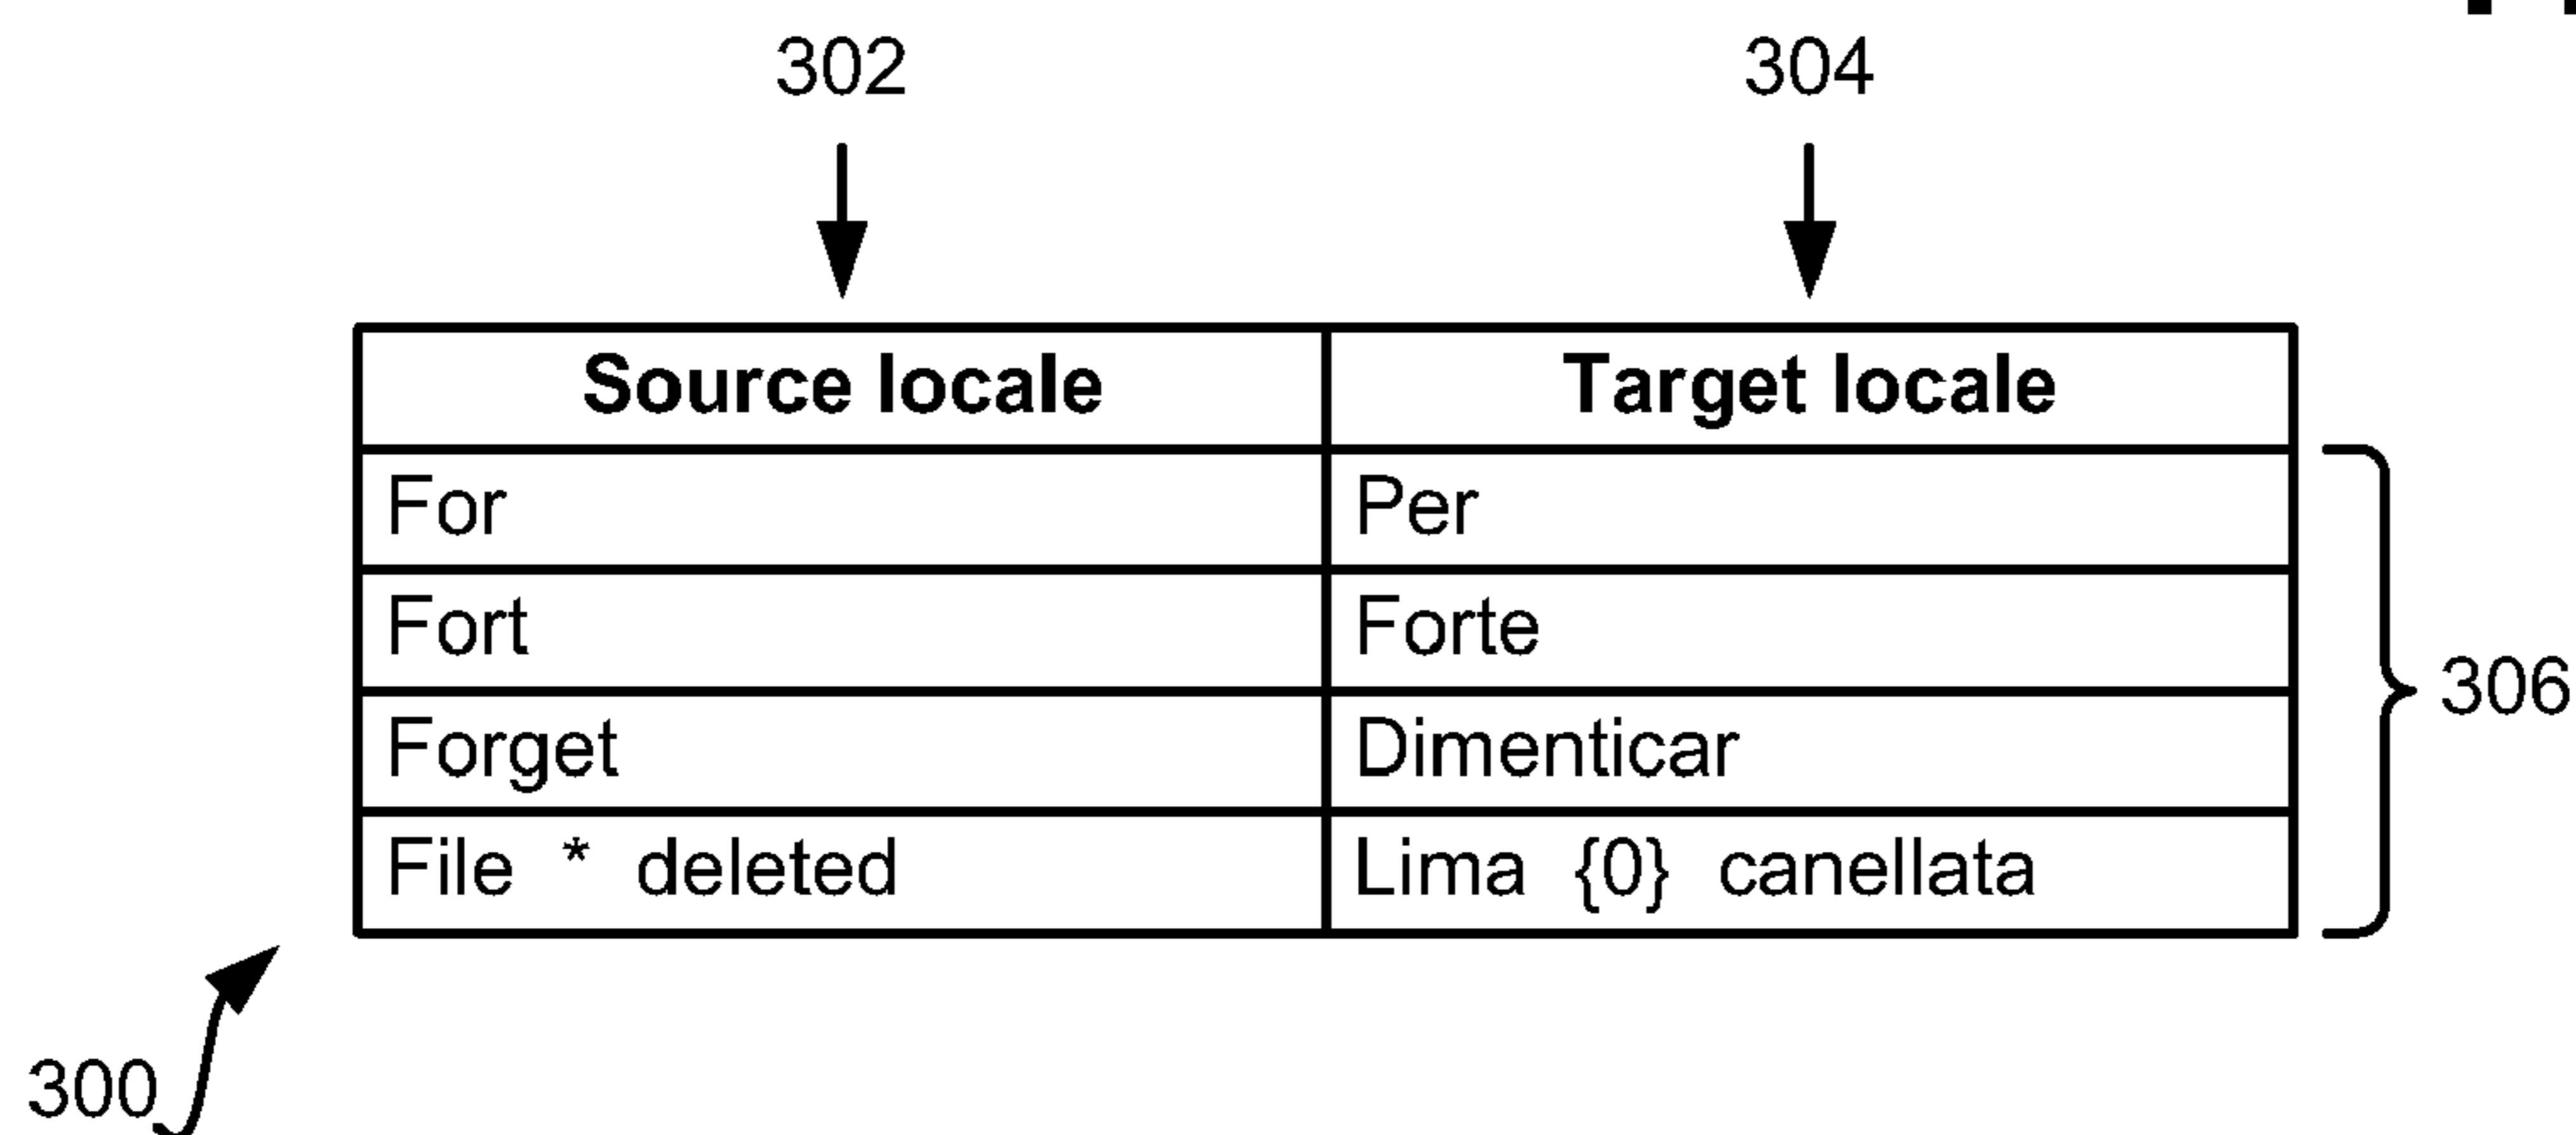 302 304
Source locale Target locale
For Per
Fort Forte
Forget Dimenticar
File * deleted Lima {0} canellata
306
300